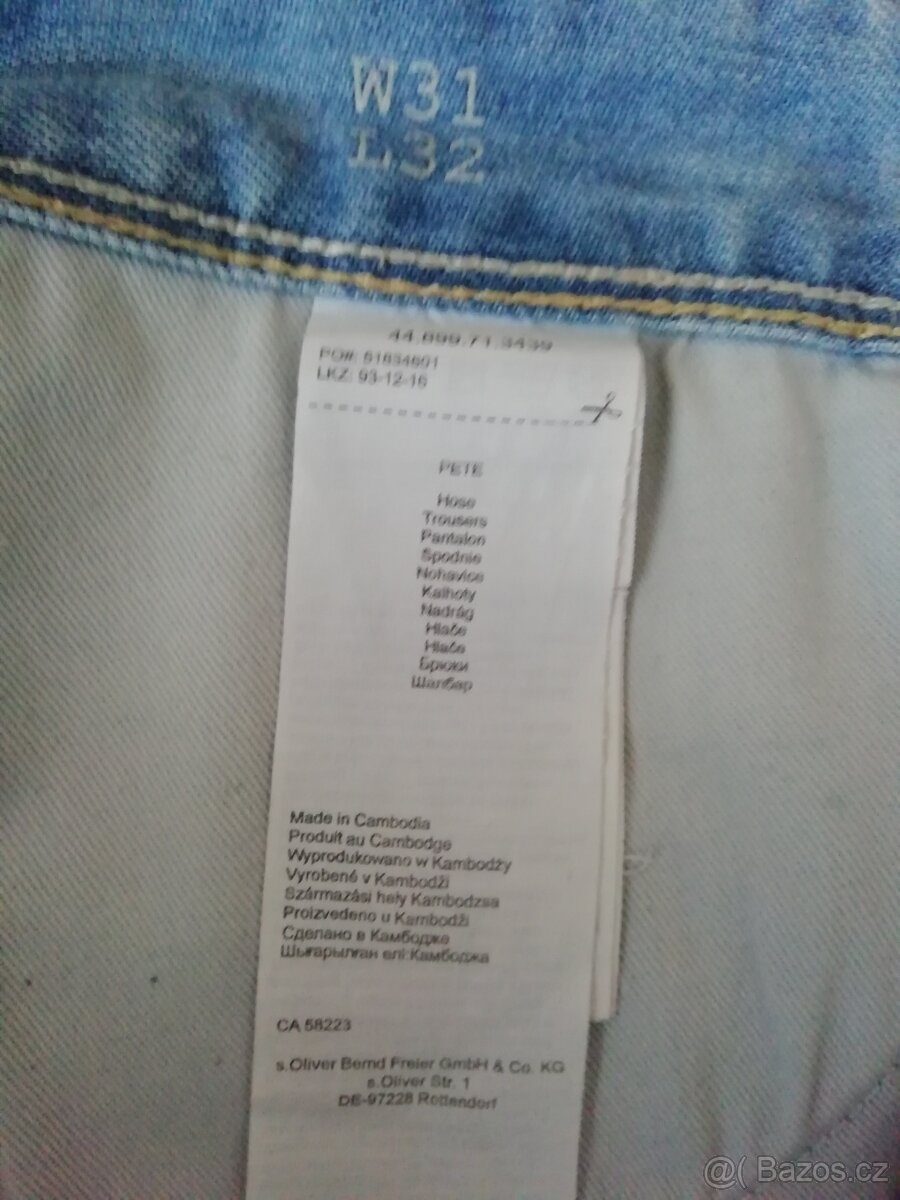 W31
L32
44.899.71.3439
PO#: 61834601
LKZ: 93-12-16
PETE
Hose
Trousers
Pantalon
Spodnie
Nohavice
Kalhoty
Nadrág
Hlače
Hlače
Брюки
Шалбар
Made in Cambodia
Produit au Cambodge
Wyprodukowano w Kambodży
Vyrobené v Kambodži
Származási hely Kambodzsa
Proizvedeno u Kambodži
Сделано в Камбодже
Шығарылған елі:Камбоджа
CA 58223
s.Oliver Bernd Freier GmbH & Co. KG
s.Oliver Str. 1
DE-97228 Rottendorf
@( Bazos.cz